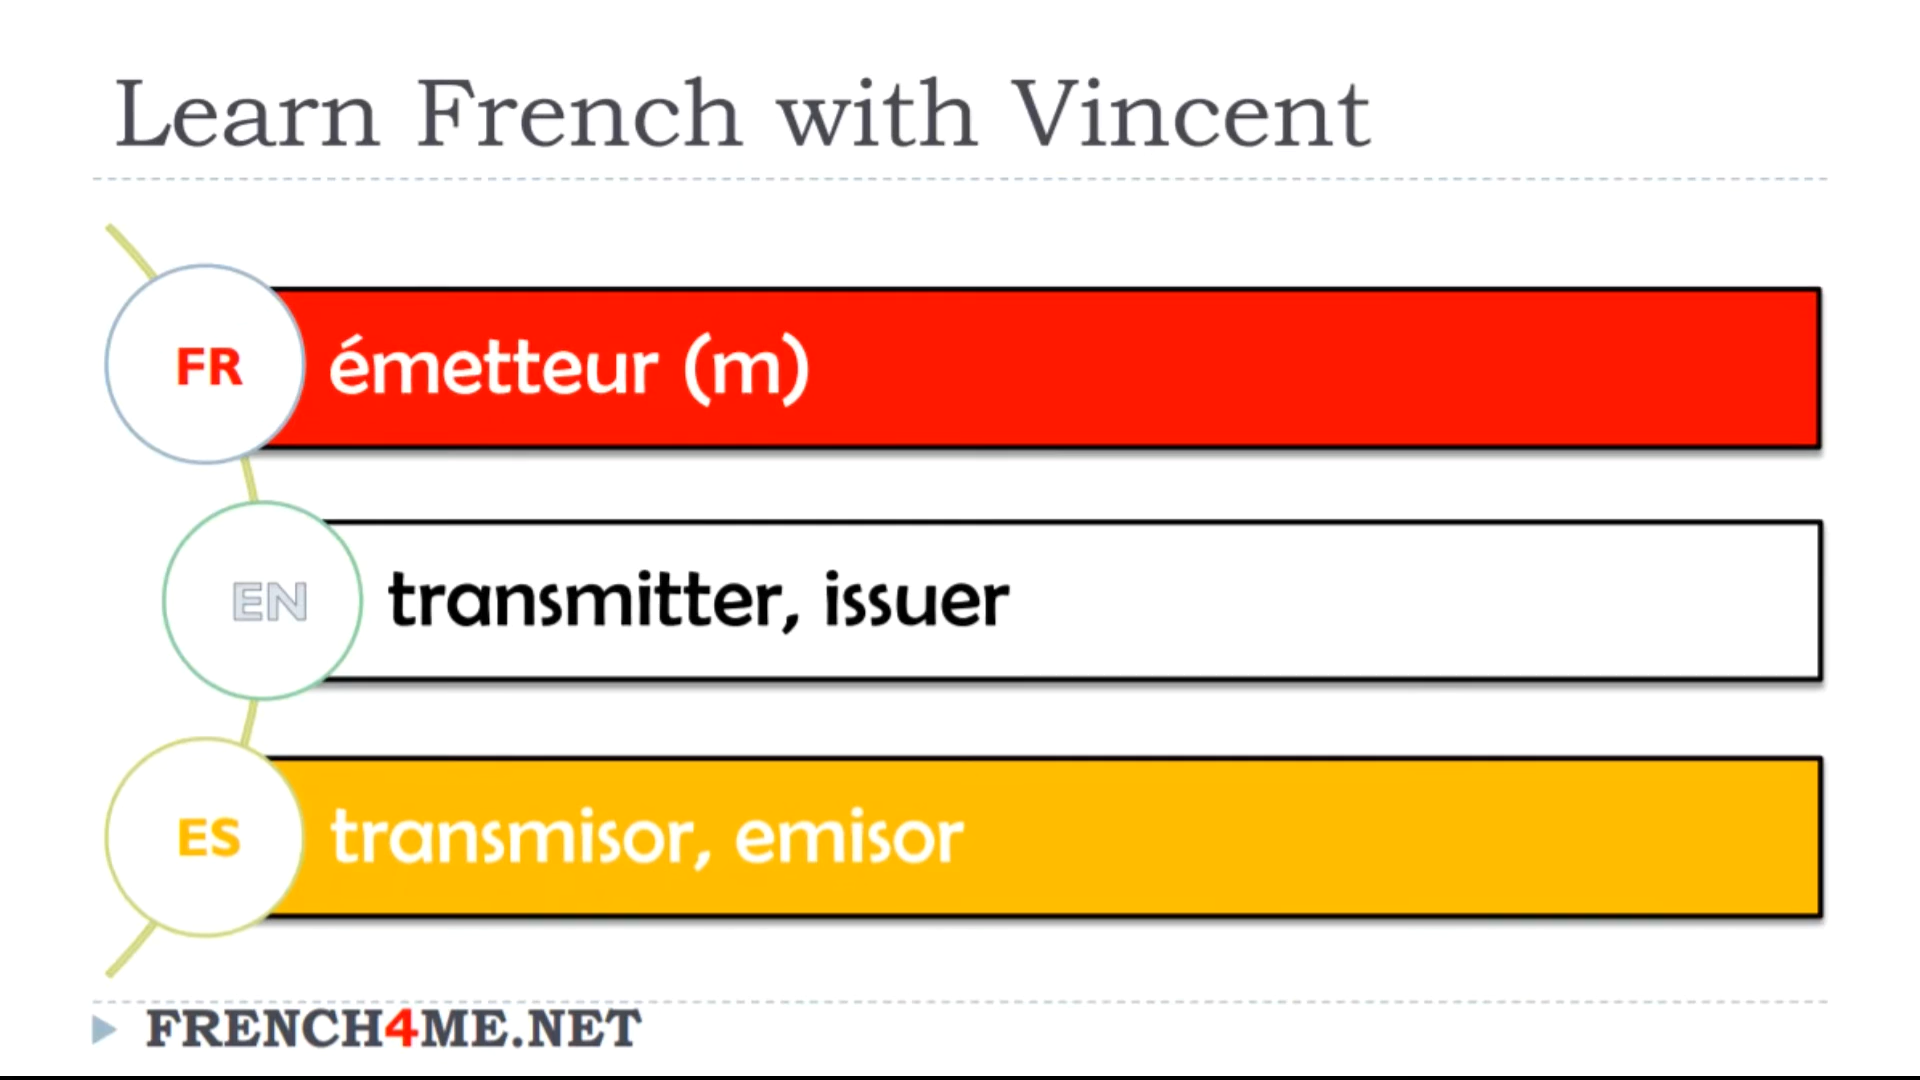 Learn French with Vincent
FR émetteur (m)
EN transmitter, issuer
ES transmisor, emisor
FRENCH4ME.NET